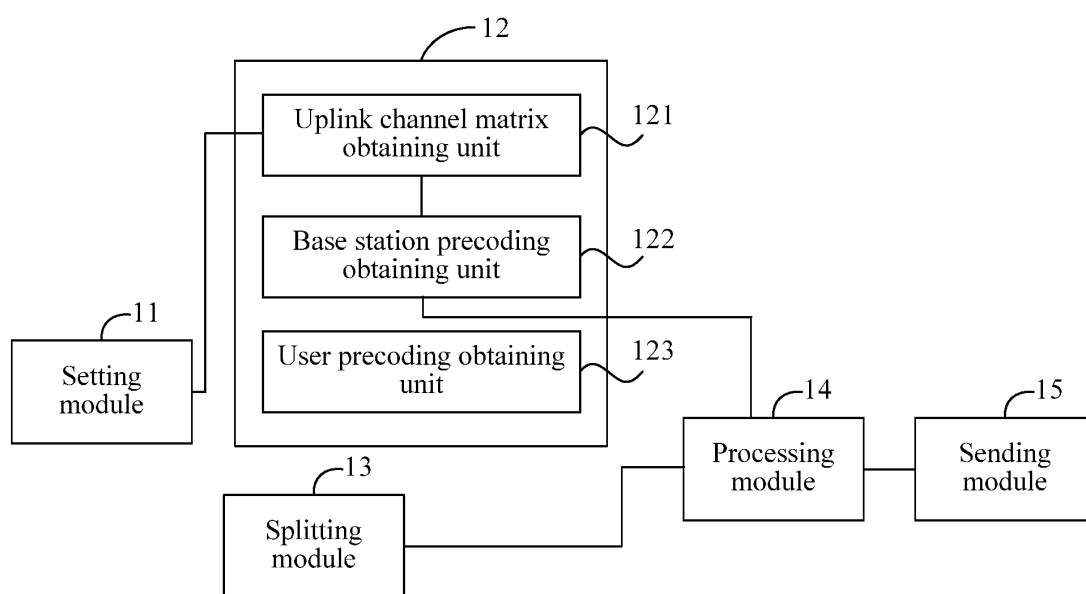 12
Uplink channel matrix
obtaining unit
121
Base station precoding
obtaining unit
122
11
Setting
module
User precoding obtaining
unit
123
14
Processing
module
15
Sending
module
13
Splitting
module